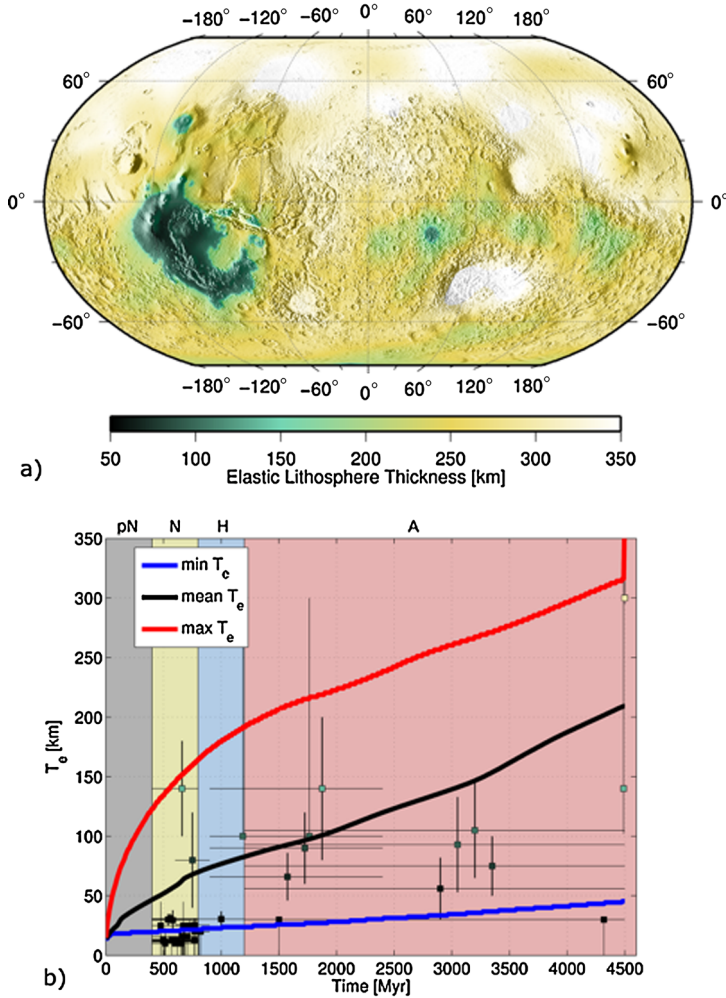 −180° −120° −60° 0° 60° 120° 180°
60° 60°
0° 0°
−60° −60°
−180° −120° −60° 0° 60° 120° 180°
50 100 150 200 250 300 350
a) Elastic Lithosphere Thickness [km]
pN N H A
350
300
250
200
150
100
50
0
Te [km]
min Te
mean Te
max Te
0 500 1000 1500 2000 2500 3000 3500 4000 4500
b) Time [Myr]